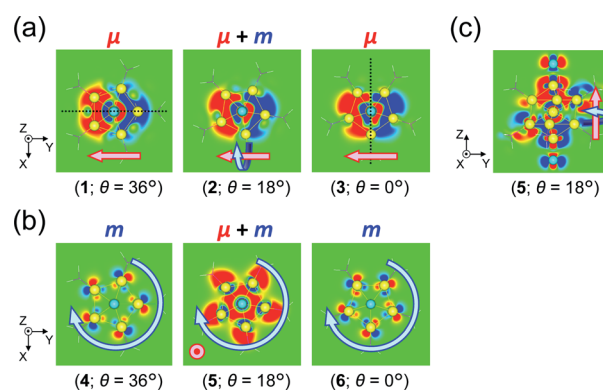 (a)
μ
μ + m
μ
(c)
Z
Y
X
(1; θ = 36°)
(2; θ = 18°)
(3; θ = 0°)
X
Z
Y
(5; θ = 18°)
(b)
m
μ + m
m
Z
Y
X
(4; θ = 36°)
(5; θ = 18°)
(6; θ = 0°)